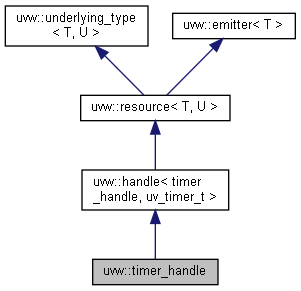 uvw::underlying_type
< T, U >
uvw::emitter< T >
uvw::resource< T, U >
uvw::handle< timer
_handle, uv_timer_t >
uvw::timer_handle